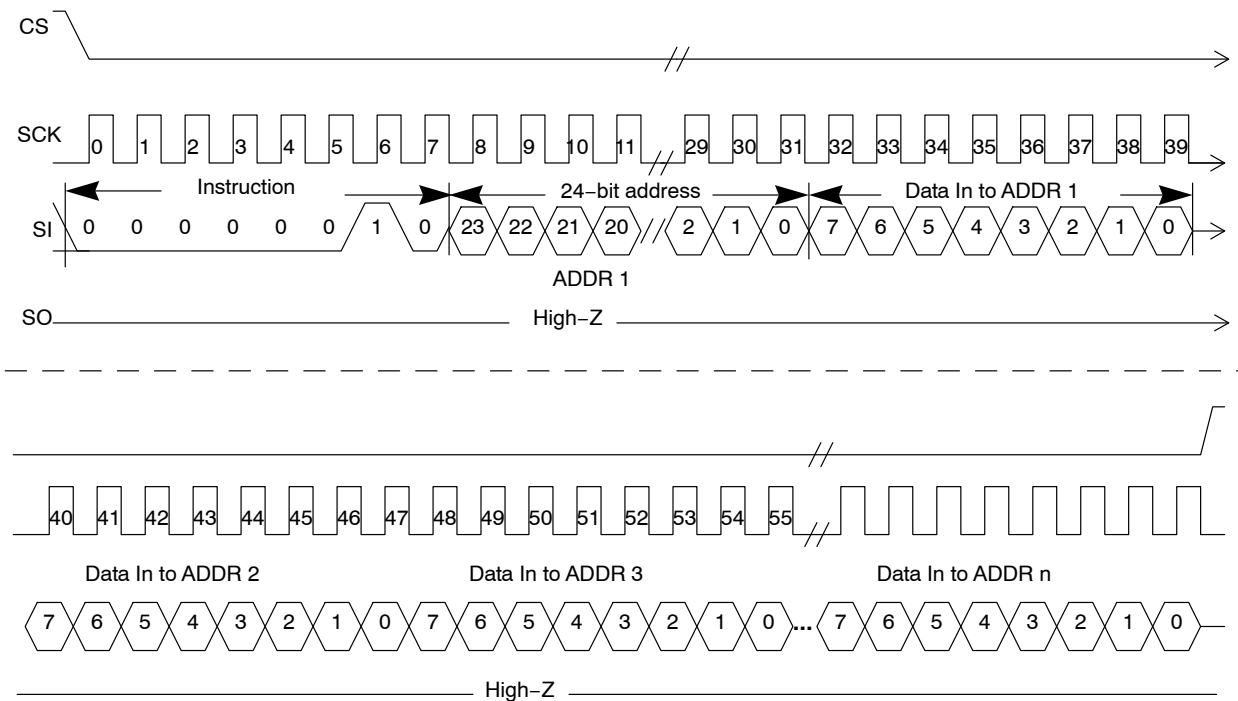 CS
SCK 0 1 2 3 4 5 6 7 8 9 10 11 // 29 30 31 32 33 34 35 36 37 38 39
Instruction 24−bit address Data In to ADDR 1
SI 0 0 0 0 0 0 1 0 23 22 21 20 2 1 0 7 6 5 4 3 2 1 0
ADDR 1
SO High−Z
40 41 42 43 44 45 46 47 48 49 50 51 52 53 54 55
Data In to ADDR 2 Data In to ADDR 3 Data In to ADDR n
7 6 5 4 3 2 1 0 7 6 5 4 3 2 1 0 ... 7 6 5 4 3 2 1 0
High−Z